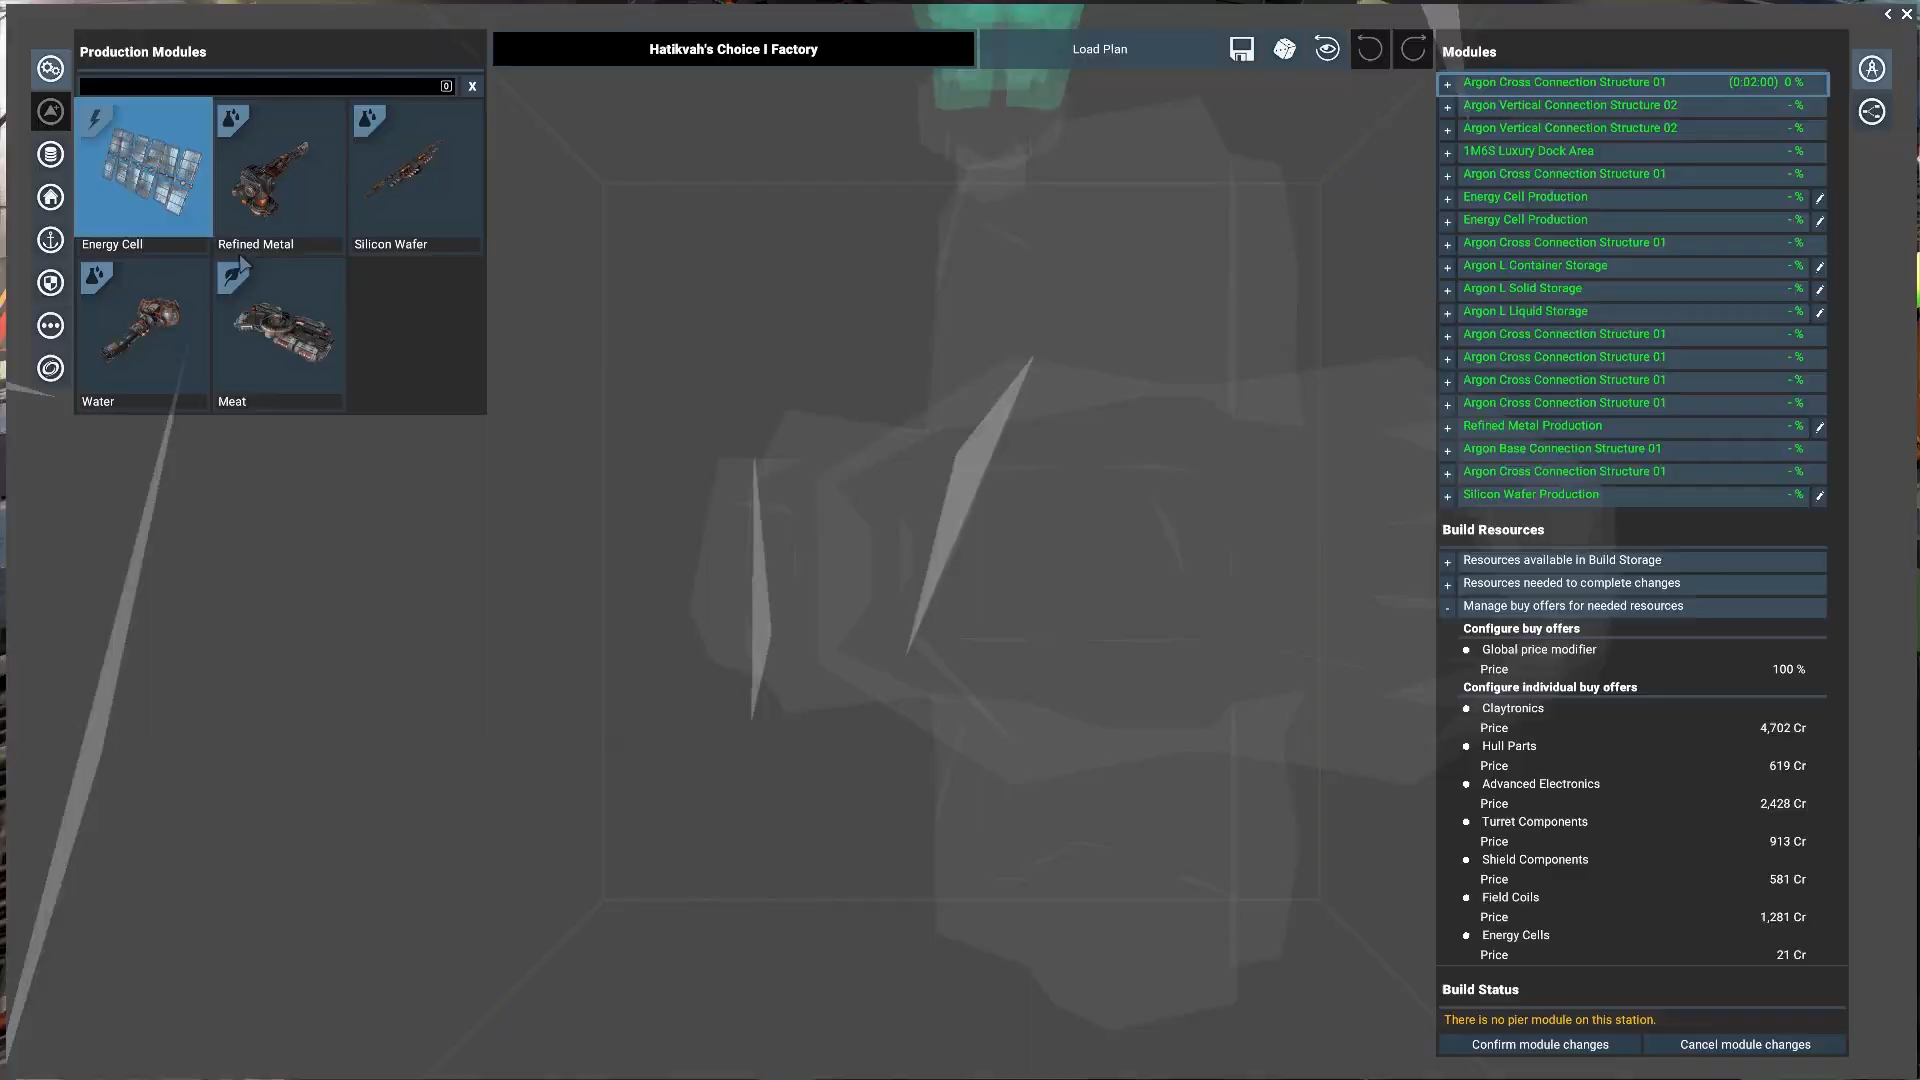 Production Modules
0
X
Energy Cell
Refined Metal
Silicon Wafer
Water
Meat
Hatikvah's Choice I Factory
Load Plan
Modules
+ Argon Cross Connection Structure 01 (0:02:00) 0 %
+ Argon Vertical Connection Structure 02 - %
+ Argon Vertical Connection Structure 02 - %
+ 1M6S Luxury Dock Area - %
+ Argon Cross Connection Structure 01 - %
+ Energy Cell Production - %
+ Energy Cell Production - %
+ Argon Cross Connection Structure 01 - %
+ Argon L Container Storage - %
+ Argon L Solid Storage - %
+ Argon L Liquid Storage - %
+ Argon Cross Connection Structure 01 - %
+ Argon Cross Connection Structure 01 - %
+ Argon Cross Connection Structure 01 - %
+ Argon Cross Connection Structure 01 - %
+ Refined Metal Production - %
+ Argon Base Connection Structure 01 - %
+ Argon Cross Connection Structure 01 - %
+ Silicon Wafer Production - %
Build Resources
+ Resources available in Build Storage
+ Resources needed to complete changes
- Manage buy offers for needed resources
Configure buy offers
Global price modifier
Price 100 %
Configure individual buy offers
Claytronics
Price 4,702 Cr
Hull Parts
Price 619 Cr
Advanced Electronics
Price 2,428 Cr
Turret Components
Price 913 Cr
Shield Components
Price 581 Cr
Field Coils
Price 1,281 Cr
Energy Cells
Price 21 Cr
Build Status
There is no pier module on this station.
Confirm module changes
Cancel module changes